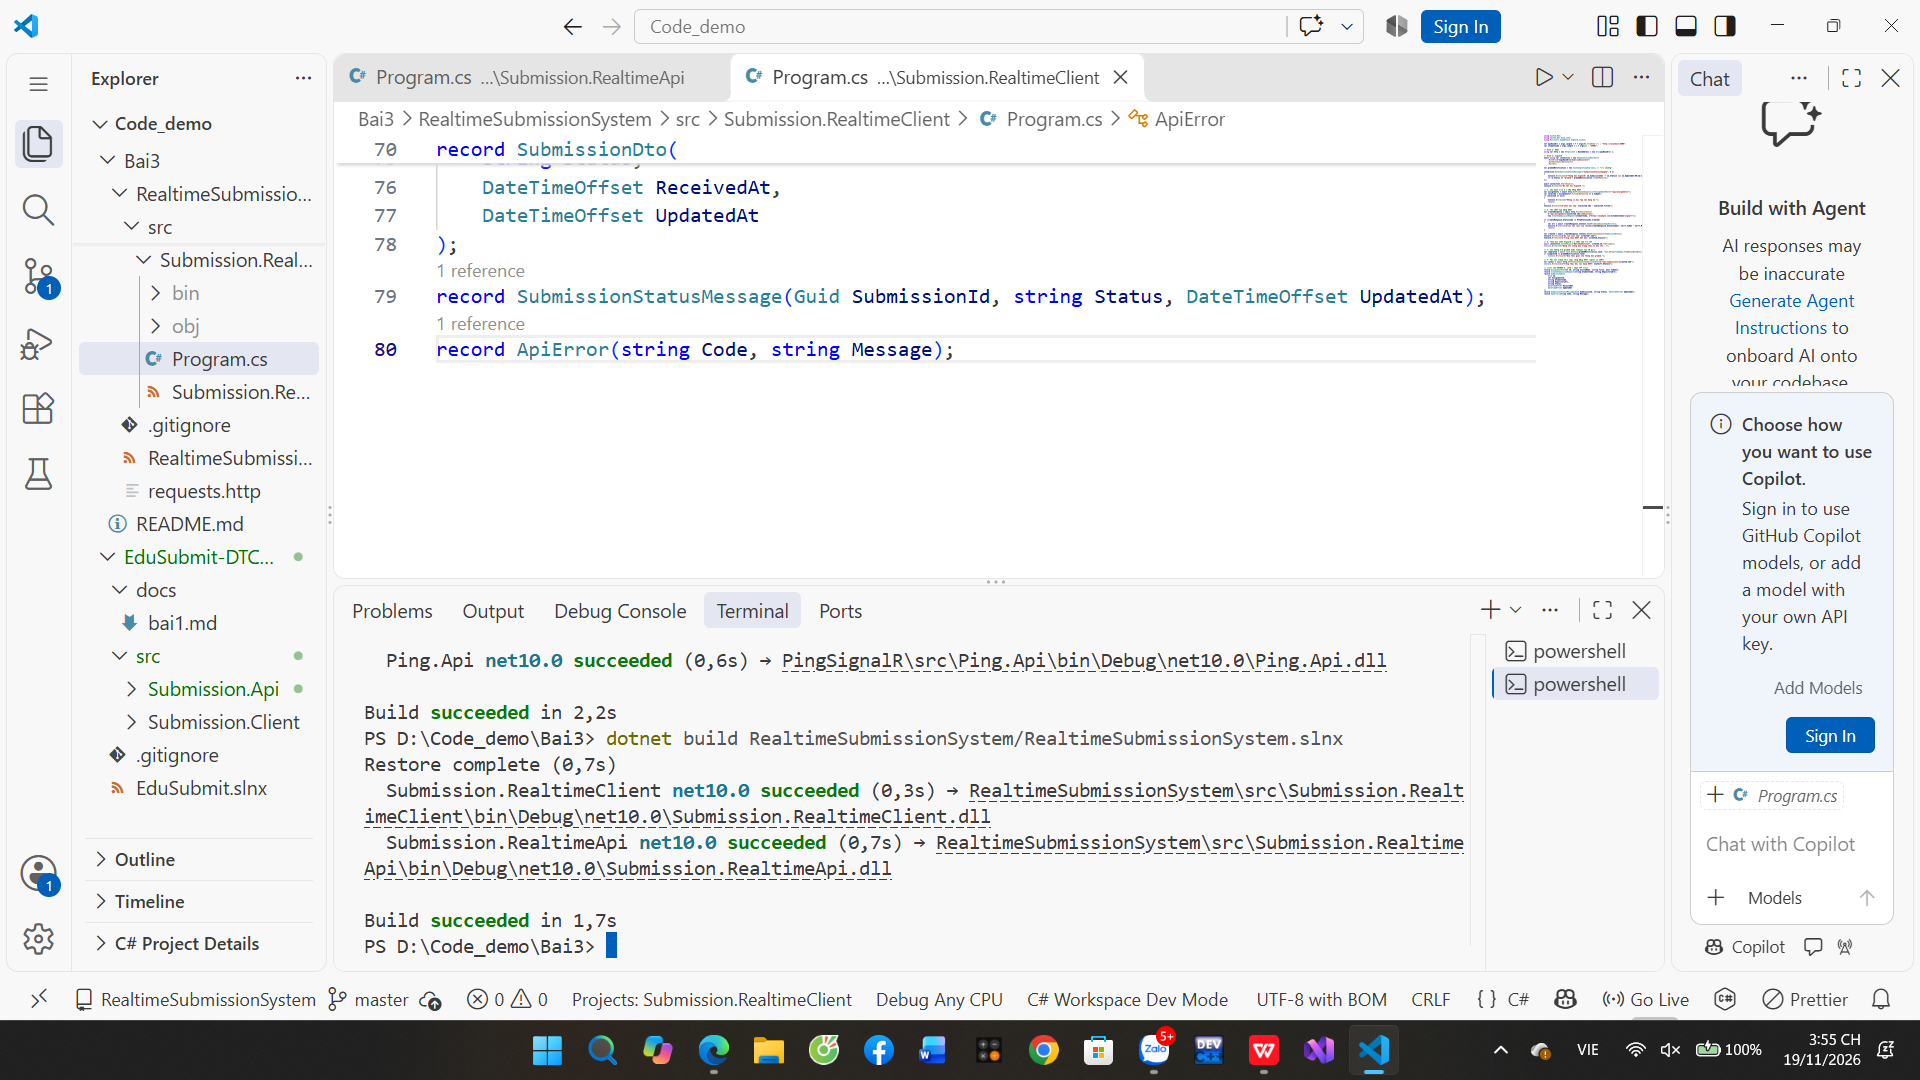 Code_demo
Sign In
Explorer
Code_demo
Bai3
RealtimeSubmissio...
src
Submission.Real...
bin
obj
Program.cs
Submission.Re...
.gitignore
RealtimeSubmissi...
requests.http
README.md
EduSubmit-DTC...
docs
bai1.md
src
Submission.Api
Submission.Client
.gitignore
EduSubmit.slnx
Outline
Timeline
C# Project Details
1
1
Program.cs ...\Submission.RealtimeApi
Program.cs ...\Submission.RealtimeClient
Bai3 > RealtimeSubmissionSystem > src > Submission.RealtimeClient > Program.cs > ApiError
70 record SubmissionDto(
76 DateTimeOffset ReceivedAt,
77 DateTimeOffset UpdatedAt
78 );
1 reference
79 record SubmissionStatusMessage(Guid SubmissionId, string Status, DateTimeOffset UpdatedAt);
1 reference
80 record ApiError(string Code, string Message);
Problems Output Debug Console Terminal Ports
Ping.Api net10.0 succeeded (0,6s) → PingSignalR\src\Ping.Api\bin\Debug\net10.0\Ping.Api.dll
Build succeeded in 2,2s
PS D:\Code_demo\Bai3> dotnet build RealtimeSubmissionSystem/RealtimeSubmissionSystem.slnx
Restore complete (0,7s)
Submission.RealtimeClient net10.0 succeeded (0,3s) → RealtimeSubmissionSystem\src\Submission.Realt
imeClient\bin\Debug\net10.0\Submission.RealtimeClient.dll
Submission.RealtimeApi net10.0 succeeded (0,7s) → RealtimeSubmissionSystem\src\Submission.Realtime
Api\bin\Debug\net10.0\Submission.RealtimeApi.dll
Build succeeded in 1,7s
PS D:\Code_demo\Bai3>
powershell
powershell
Chat
Build with Agent
AI responses may
be inaccurate
Generate Agent
Instructions to
onboard AI onto
your codebase
Choose how
you want to use
Copilot.
Sign in to use
GitHub Copilot
models, or add
a model with
your own API
key.
Add Models
Sign In
Program.cs
Chat with Copilot
Models
Copilot
RealtimeSubmissionSystem master 0 0 Projects: Submission.RealtimeClient Debug Any CPU C# Workspace Dev Mode UTF-8 with BOM CRLF {} C# Go Live Prettier
5+
Zalo
DEV
VIE
100%
3:55 CH
19/11/2026